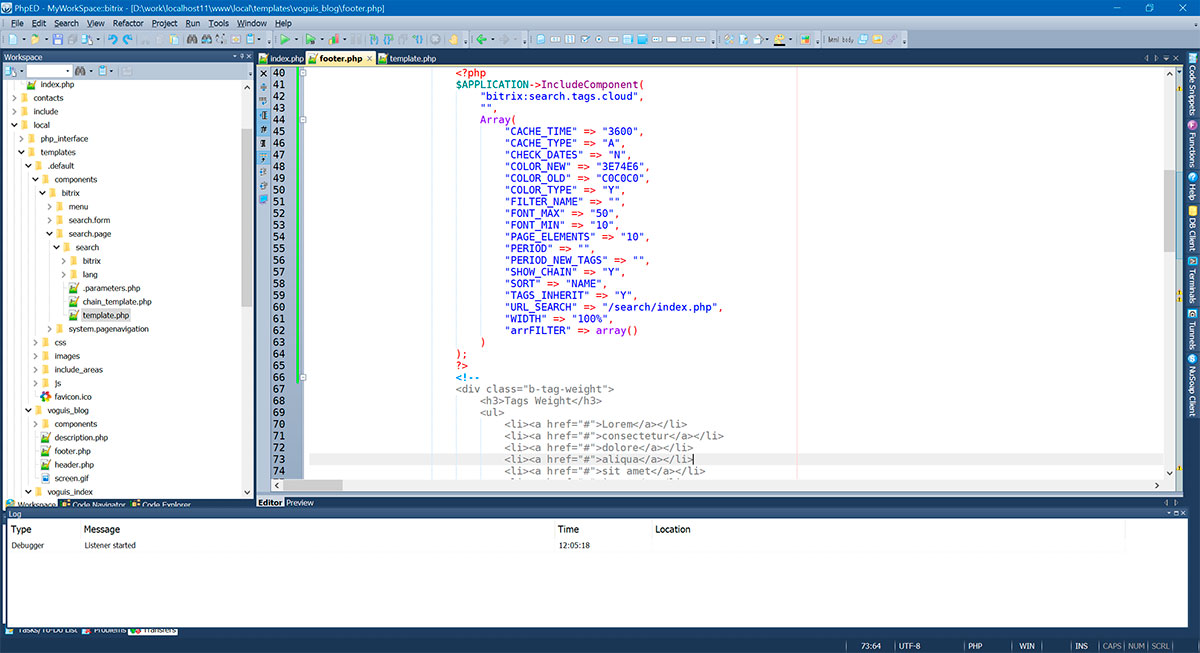 PhpED - MyWorkSpace::bitrix - [D:\work\localhost11\www\local\templates\voguis_blog\footer.php]
File Edit Search View Refactor Project Run Tools Window Help
html body
Workspace
index.php
contacts
include
local
php_interface
templates
.default
components
bitrix
menu
search.form
search.page
search
bitrix
lang
.parameters.php
chain_template.php
template.php
system.pagenavigation
css
images
include_areas
js
favicon.ico
voguis_blog
components
description.php
footer.php
header.php
screen.gif
voguis_index
Workspace Code Navigator Code Explorer
index.php footer.php template.php
40 <?php
41 $APPLICATION->IncludeComponent(
42 "bitrix:search.tags.cloud",
43 "",
44 Array(
45 "CACHE_TIME" => "3600",
46 "CACHE_TYPE" => "A",
47 "CHECK_DATES" => "N",
48 "COLOR_NEW" => "3E74E6",
49 "COLOR_OLD" => "C0C0C0",
50 "COLOR_TYPE" => "Y",
51 "FILTER_NAME" => "",
52 "FONT_MAX" => "50",
53 "FONT_MIN" => "10",
54 "PAGE_ELEMENTS" => "10",
55 "PERIOD" => "",
56 "PERIOD_NEW_TAGS" => "",
57 "SHOW_CHAIN" => "Y",
58 "SORT" => "NAME",
59 "TAGS_INHERIT" => "Y",
60 "URL_SEARCH" => "/search/index.php",
61 "WIDTH" => "100%",
62 "arrFILTER" => array()
63 )
64 );
65 ?>
66 <!--
67 <div class="b-tag-weight">
68 <h3>Tags Weight</h3>
69 <ul>
70 <li><a href="#">Lorem</a></li>
71 <li><a href="#">consectetur</a></li>
72 <li><a href="#">dolore</a></li>
73 <li><a href="#">aliqua</a></li>
74 <li><a href="#">sit amet</a></li>
Editor Preview
Code Snippets
Functions
Help
DB Client
Terminals
Tunnels
NuSoap Client
Log
Type Message Time Location
Debugger Listener started 12:05:18
Tasks/To-Do List Problems Transfers
73:64 UTF-8 PHP WIN INS CAPS NUM SCRL